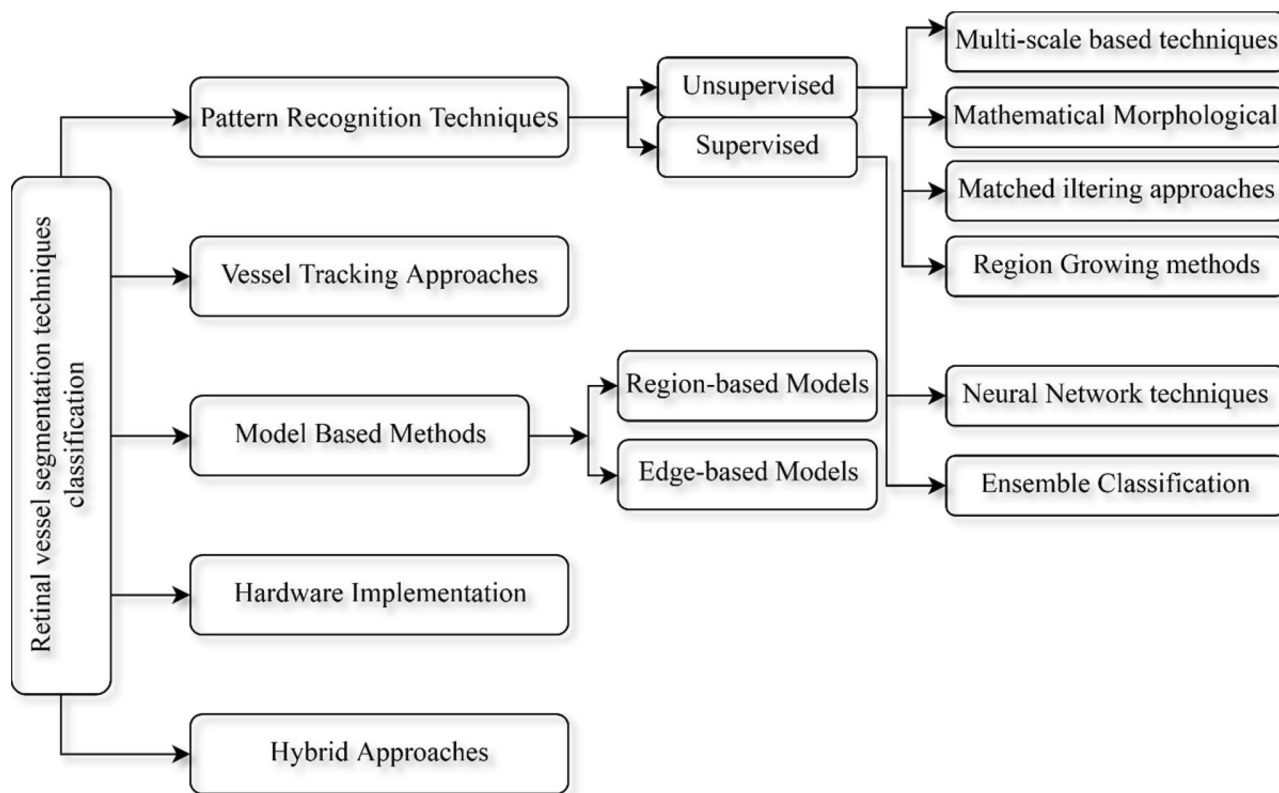 Retinal vessel segmentation techniques
classification
Pattern Recognition Techniques
Vessel Tracking Approaches
Model Based Methods
Hardware Implementation
Hybrid Approaches
Unsupervised
Supervised
Region-based Models
Edge-based Models
Multi-scale based techniques
Mathematical Morphological
Matched iltering approaches
Region Growing methods
Neural Network techniques
Ensemble Classification